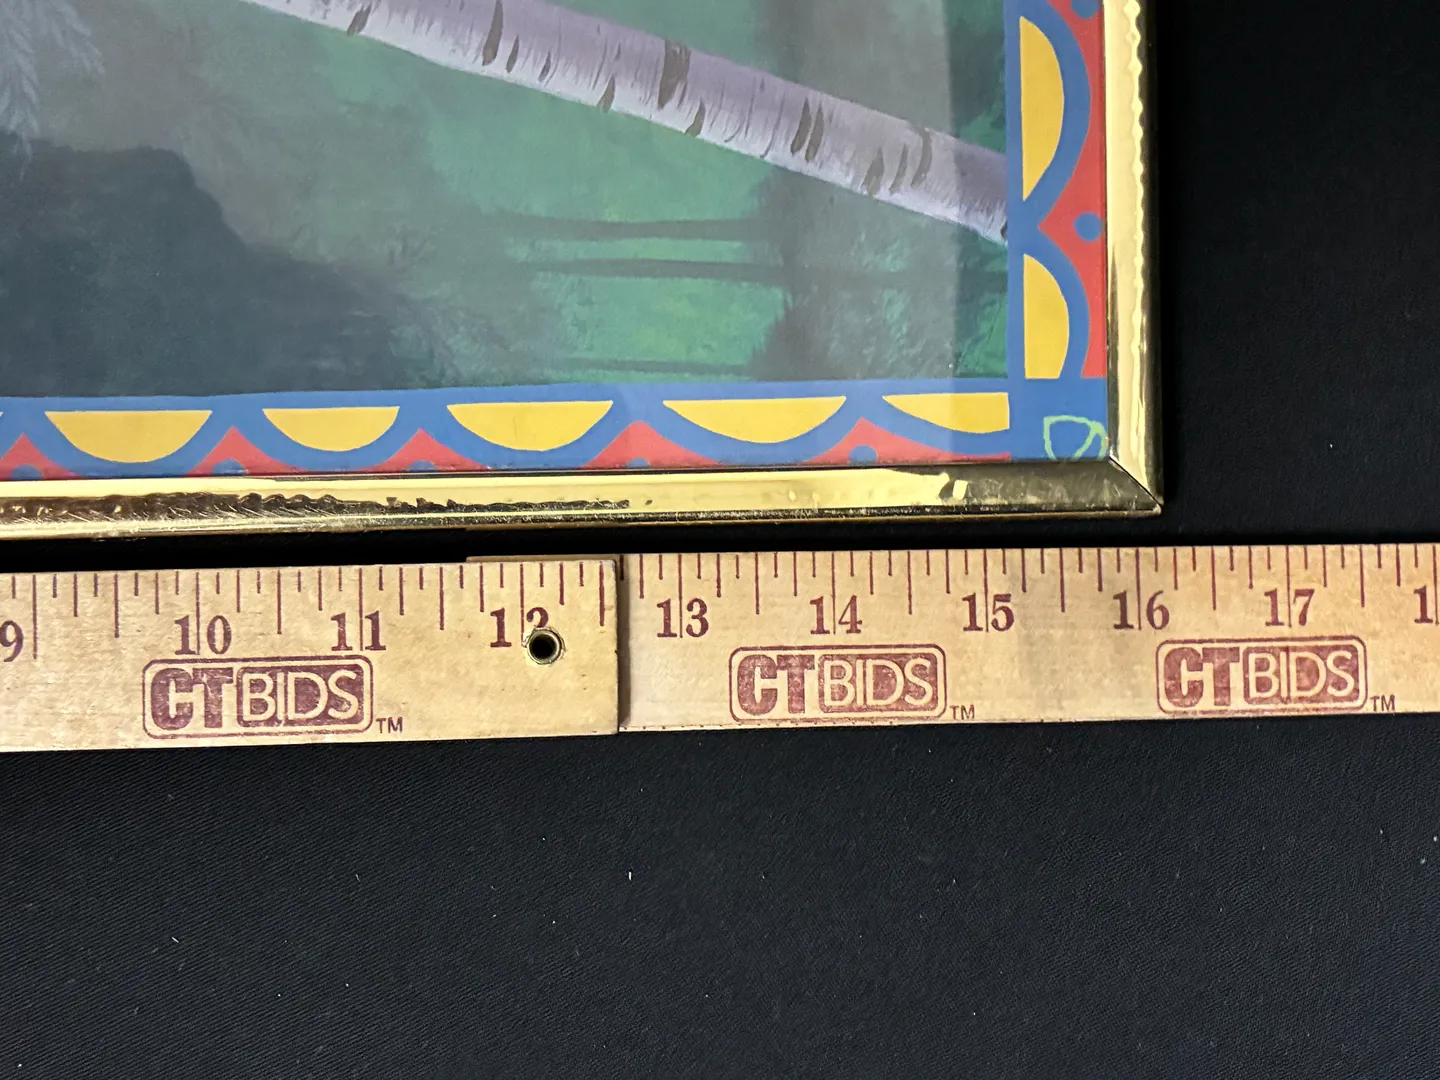 9 10 11 12 13 14 15 16 17
CTBIDS™ CTBIDS™ CTBIDS™